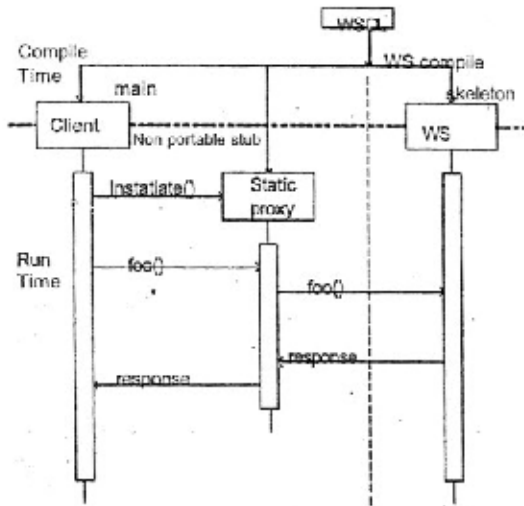 WSDL
Compile
Time
WS compile
main
skeleton
Client
WS
Non portable stub
Instatiate()
Static
proxy
Run
Time
foo()
foo()
response
response